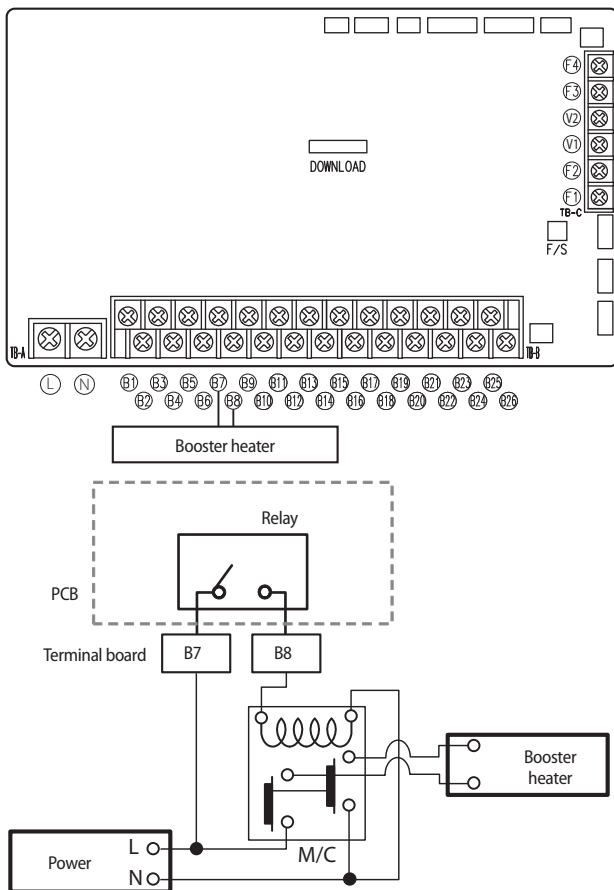 F4
F3
V2
V1
F2
F1
TB-C
DOWNLOAD
F/S
TB-A
TB-B
L N B1 B3 B5 B7 B9 B11 B13 B15 B17 B19 B21 B23 B25
B2 B4 B6 B8 B10 B12 B14 B16 B18 B20 B22 B24 B26
Booster heater
Relay
PCB
Terminal board B7 B8
Booster
heater
M/C
Power
L
N